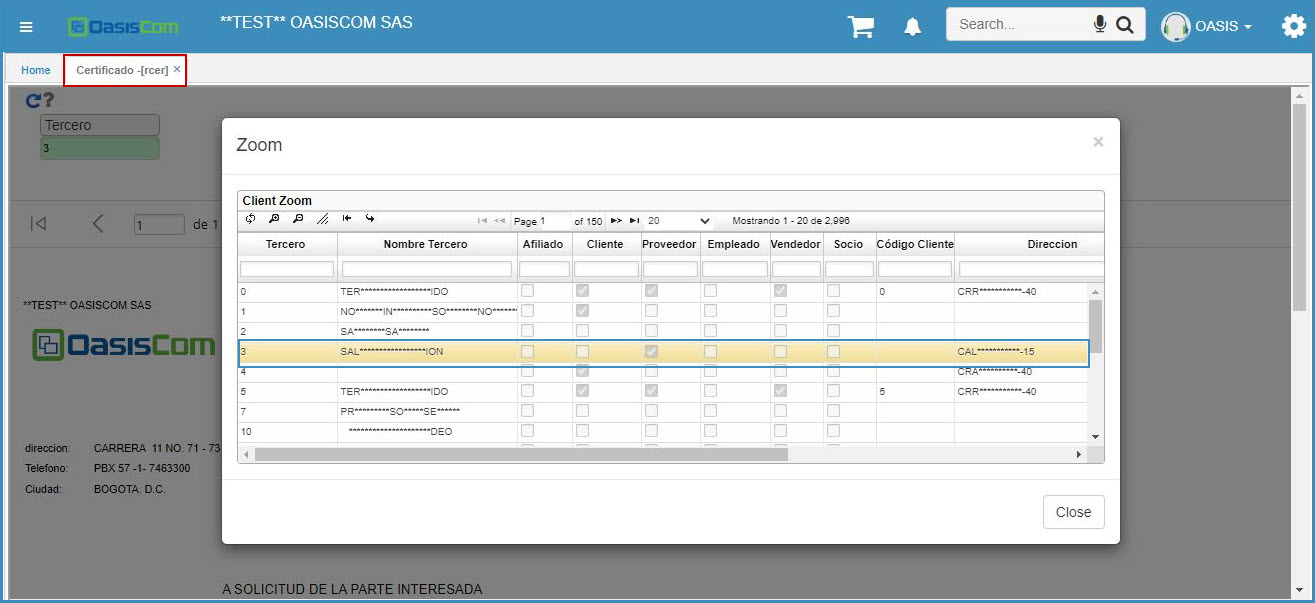 OasisCom
**TEST** OASISCOM SAS
Search...
OASIS
Home
Certificado -[rcer] ×
?
Tercero
3
1
de 1
**TEST** OASISCOM SAS
OasisCom
direccion: CARRERA 11 NO. 71 - 73
Telefono: PBX 57 -1- 7463300
Ciudad: BOGOTA, D.C.
A SOLICITUD DE LA PARTE INTERESADA
Zoom ×
Client Zoom
Page 1 of 150 20 Mostrando 1 - 20 de 2,996
Tercero Nombre Tercero Afiliado Cliente Proveedor Empleado Vendedor Socio Código Cliente Direccion
0 TER******************IDO 0 CRR***********-40
1 NO*******IN**********SO********NO*******
2 SA********SA********
3 SAL*****************ION CAL***********-15
4 CRA***********-40
5 TER******************IDO 5 CRR***********-40
7 PR*********SO*****SE******
10 *********************DEO
Close